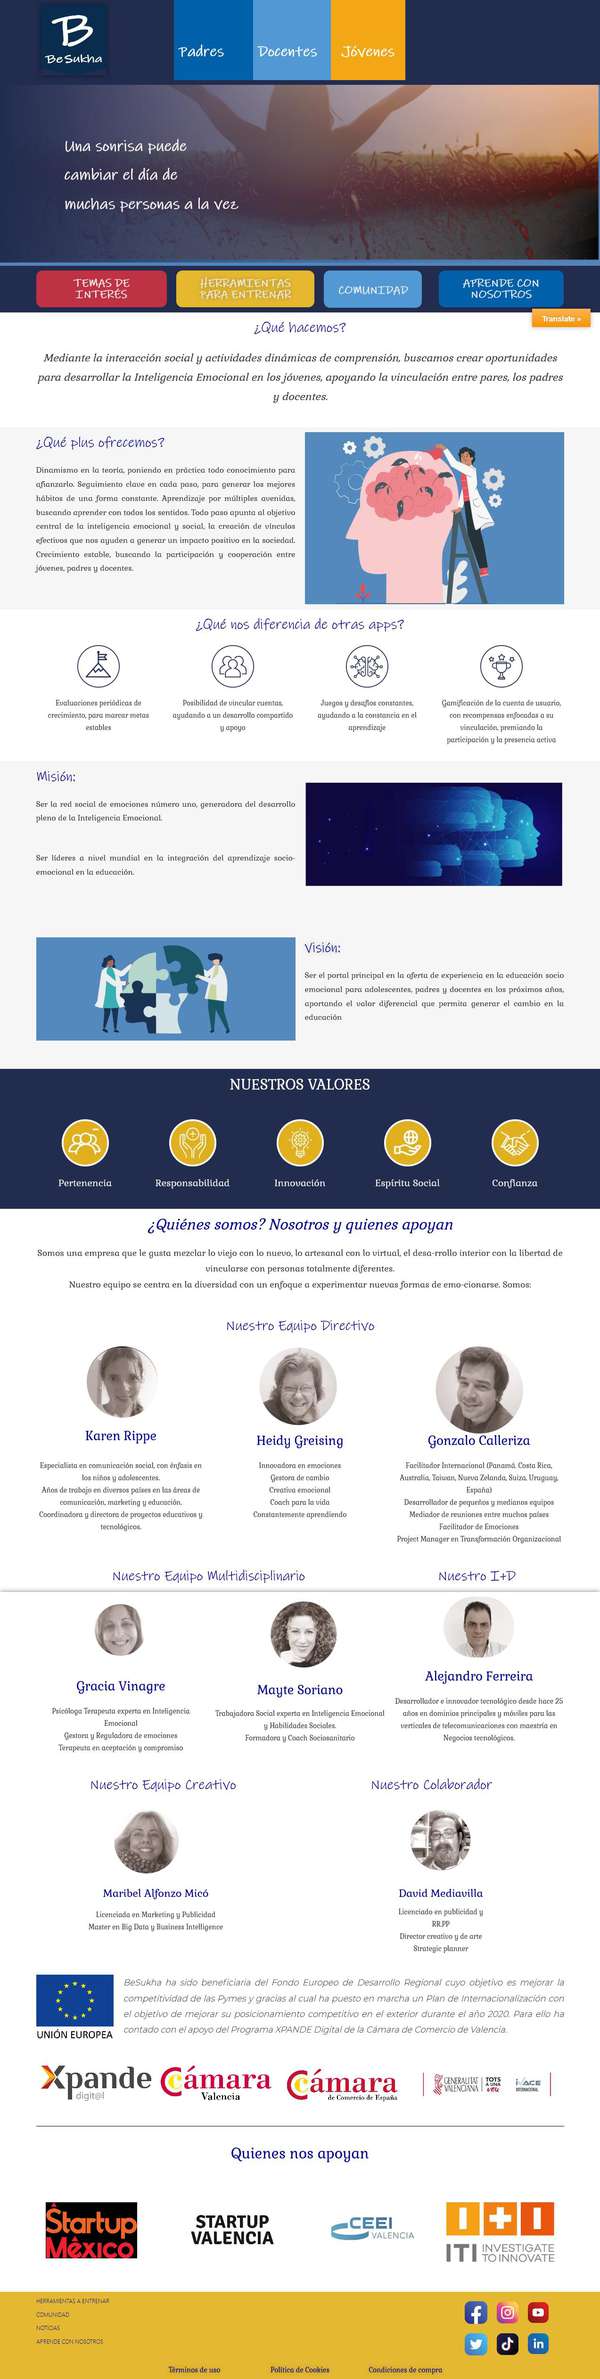 B
BeSukha
Padres
Docentes
Jóvenes
Una sonrisa puede
cambiar el día de
muchas personas a la vez
TEMAS DE
INTERÉS
HERRAMIENTAS
PARA ENTRENAR
COMUNIDAD
APRENDE CON
NOSOTROS
Translate »
¿Qué hacemos?
Mediante la interacción social y actividades dinámicas de comprensión, buscamos crear oportunidades
para desarrollar la Inteligencia Emocional en los jóvenes, apoyando la vinculación entre pares, los padres
y docentes.
¿Qué plus ofrecemos?
Dinamismo en la teoría, poniendo en práctica todo conocimiento para
afianzarlo. Seguimiento clave en cada paso, para generar los mejores
hábitos de una forma constante. Aprendizaje por múltiples avenidas,
buscando aprender con todos los sentidos. Todo paso apunta al objetivo
central de la inteligencia emocional y social, la creación de vínculos
efectivos que nos ayuden a generar un impacto positivo en la sociedad.
Crecimiento estable, buscando la participación y cooperación entre
jóvenes, padres y docentes.
¿Qué nos diferencia de otras apps?
Evaluaciones periódicas de
crecimiento, para marcar metas
estables
Posibilidad de vincular cuentas,
ayudando a un desarrollo compartido
y apoyo
Juegos y desafíos constantes,
ayudando a la constancia en el
aprendizaje
Gamificación de la cuenta de usuario,
con recompensas enfocadas a su
vinculación, premiando la
participación y la presencia activa
Misión:
Ser la red social de emociones número uno, generadora del desarrollo
pleno de la Inteligencia Emocional.
Ser líderes a nivel mundial en la integración del aprendizaje socio-
emocional en la educación.
Visión:
Ser el portal principal en la oferta de experiencia en la educación socio
emocional para adolescentes, padres y docentes en los próximos años,
aportando el valor diferencial que permita generar el cambio en la
educación
NUESTROS VALORES
Pertenencia
Responsabilidad
Innovación
Espíritu Social
Confianza
¿Quiénes somos? Nosotros y quienes apoyan
Somos una empresa que le gusta mezclar lo viejo con lo nuevo, lo artesanal con lo virtual, el desa-rrollo interior con la libertad de
vincularse con personas totalmente diferentes.
Nuestro equipo se centra en la diversidad con un enfoque a experimentar nuevas formas de emo-cionarse. Somos:
Nuestro Equipo Directivo
Karen Rippe
Especialista en comunicación social, con énfasis en
los niños y adolescentes.
Años de trabajo en diversos países en las áreas de
comunicación, marketing y educación.
Coordinadora y directora de proyectos educativos y
tecnológicos.
Heidy Greising
Innovadora en emociones
Gestora de cambio
Creativa emocional
Coach para la vida
Constantemente aprendiendo
Gonzalo Calleriza
Facilitador Internacional (Panamá. Costa Rica,
Australia, Taiwan, Nueva Zelanda, Suiza, Uruguay,
España)
Desarrollador de pequeños y medianos equipos
Mediador de reuniones entre muchos países
Facilitador de Emociones
Project Manager en Transformación Organizacional
Nuestro Equipo Multidisciplinario
Nuestro I+D
Gracia Vinagre
Psicóloga Terapeuta experta en Inteligencia
Emocional
Gestora y Reguladora de emociones
Terapeuta en aceptación y compromiso
Mayte Soriano
Trabajadora Social experta en Inteligencia Emocional
y Habilidades Sociales.
Formadora y Coach Sociosanitario
Alejandro Ferreira
Desarrollador e innovador tecnológico desde hace 25
años en dominios principales y móviles para las
verticales de telecomunicaciones con maestría en
Negocios tecnológicos.
Nuestro Equipo Creativo
Nuestro Colaborador
Maribel Alfonzo Micó
Licenciada en Marketing y Publicidad
Master en Big Data y Business Intelligence
David Mediavilla
Licenciado en publicidad y
RR.PP
Director creativo y de arte
Strategic planner
UNIÓN EUROPEA
BeSukha ha sido beneficiaria del Fondo Europeo de Desarrollo Regional cuyo objetivo es mejorar la
competitividad de las Pymes y gracias al cual ha puesto en marcha un Plan de Internacionalización con
el objetivo de mejorar su posicionamiento competitivo en el exterior durante el año 2020. Para ello ha
contado con el apoyo del Programa XPANDE Digital de la Cámara de Comercio de Valencia.
Xpande
digit@l
Cámara
Valencia
Cámara
de Comercio de España
GENERALITAT
VALENCIANA
TOTS
A UNA
veu
IVACE
INTERNACIONAL
Quienes nos apoyan
Startup
México
STARTUP
VALENCIA
CEEI
VALENCIA
I+I
ITI INVESTIGATE
TO INNOVATE
HERRAMIENTAS A ENTRENAR
COMUNIDAD
NOTICIAS
APRENDE CON NOSOTROS
Términos de uso
Política de Cookies
Condiciones de compra